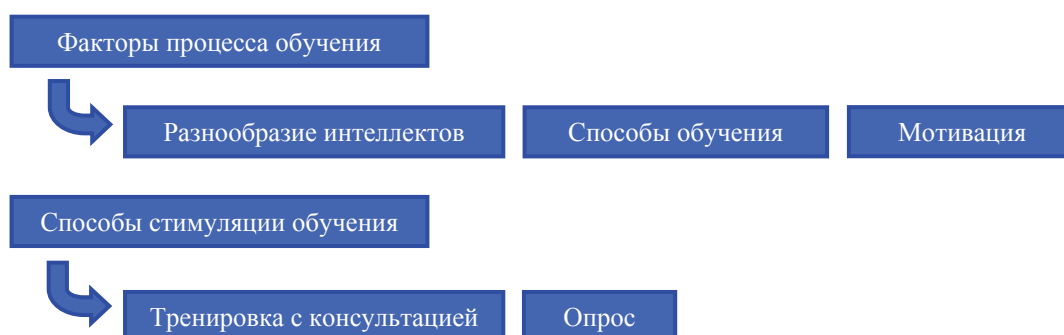 Факторы процесса обучения
Разнообразие интеллектов
Способы обучения
Мотивация
Способы стимуляции обучения
Тренировка с консультацией
Опрос